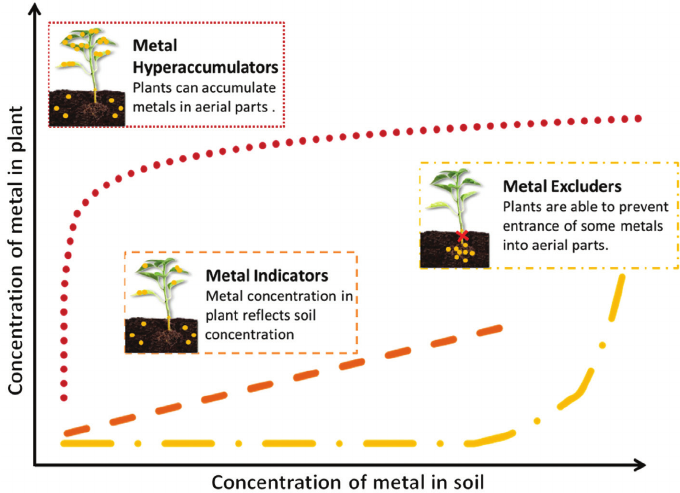 Metal
Hyperaccumulators
Plants can accumulate
metals in aerial parts .
Metal Excluders
Plants are able to prevent
entrance of some metals
into aerial parts.
Metal Indicators
Metal concentration in
plant reflects soil
concentration
Concentration of metal in plant
Concentration of metal in soil